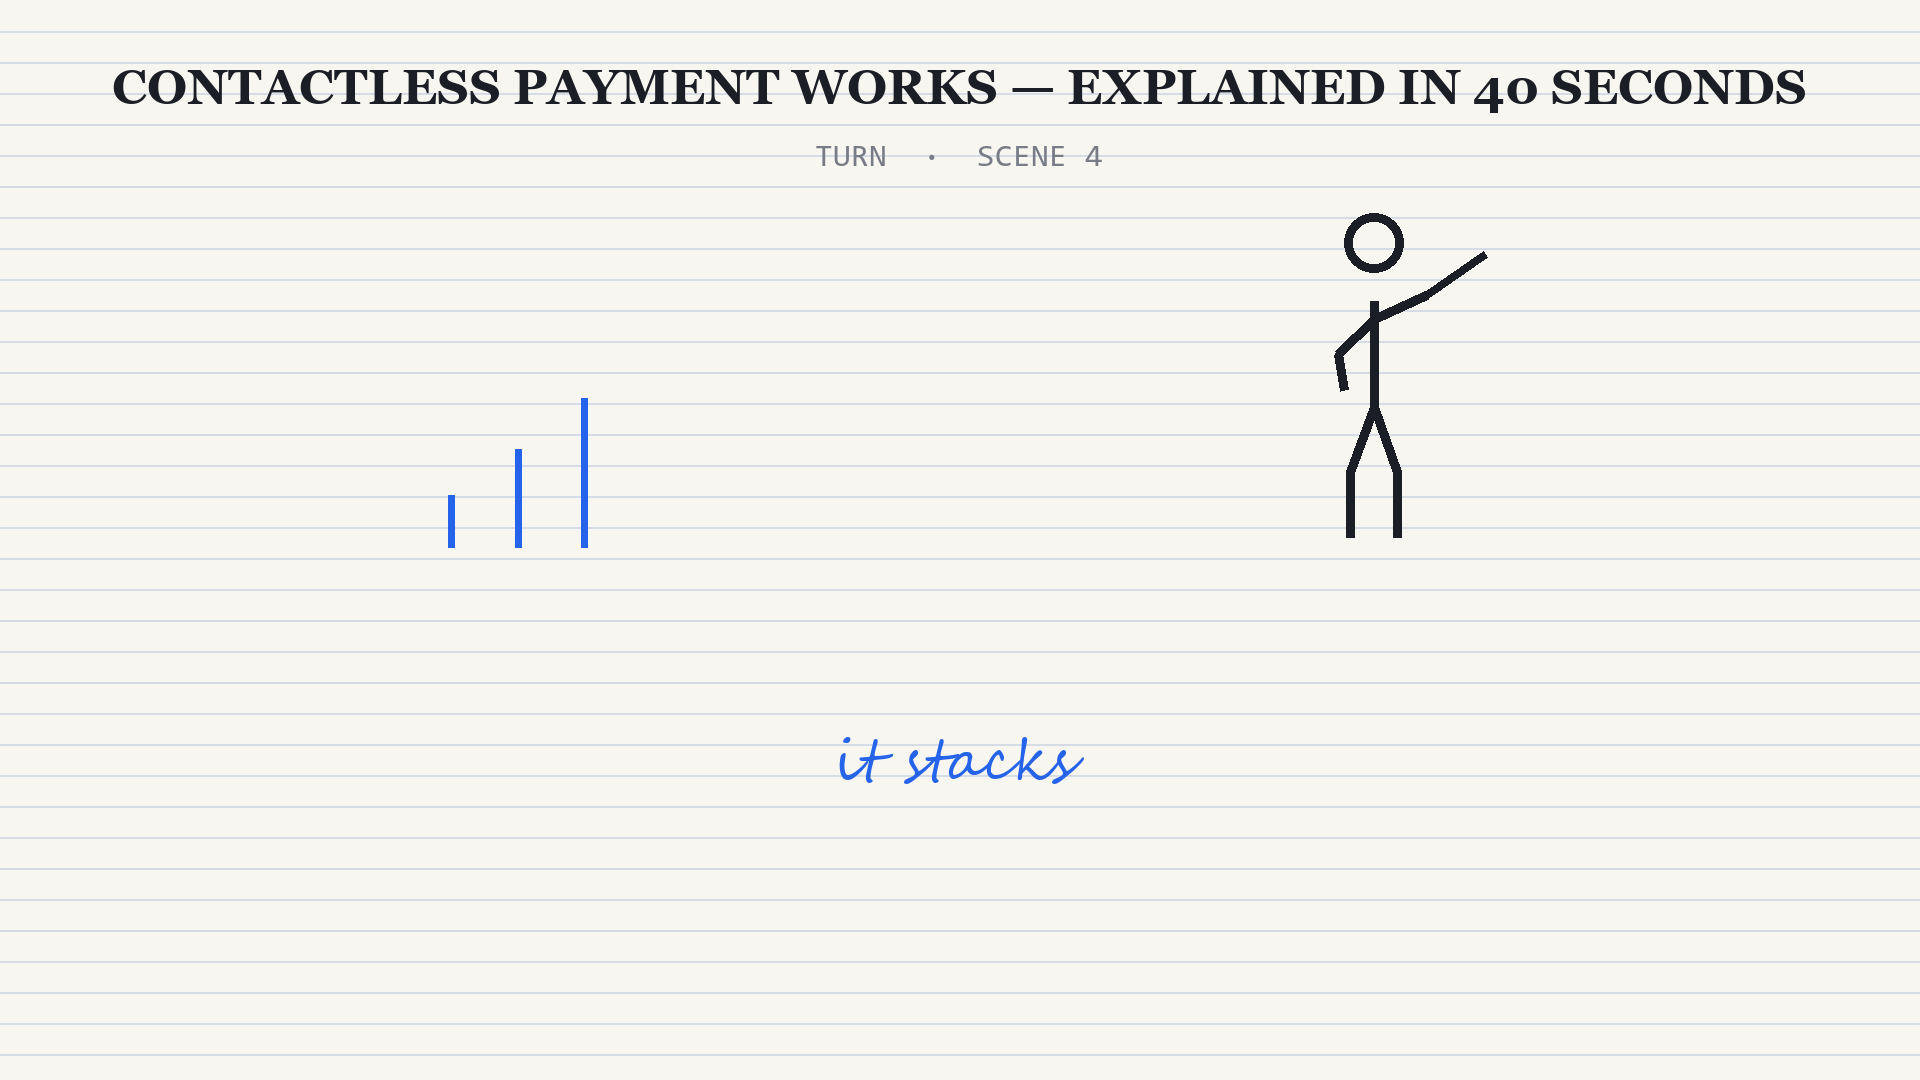 CONTACTLESS PAYMENT WORKS — EXPLAINED IN 40 SECONDS
TURN · SCENE 4
it stacks